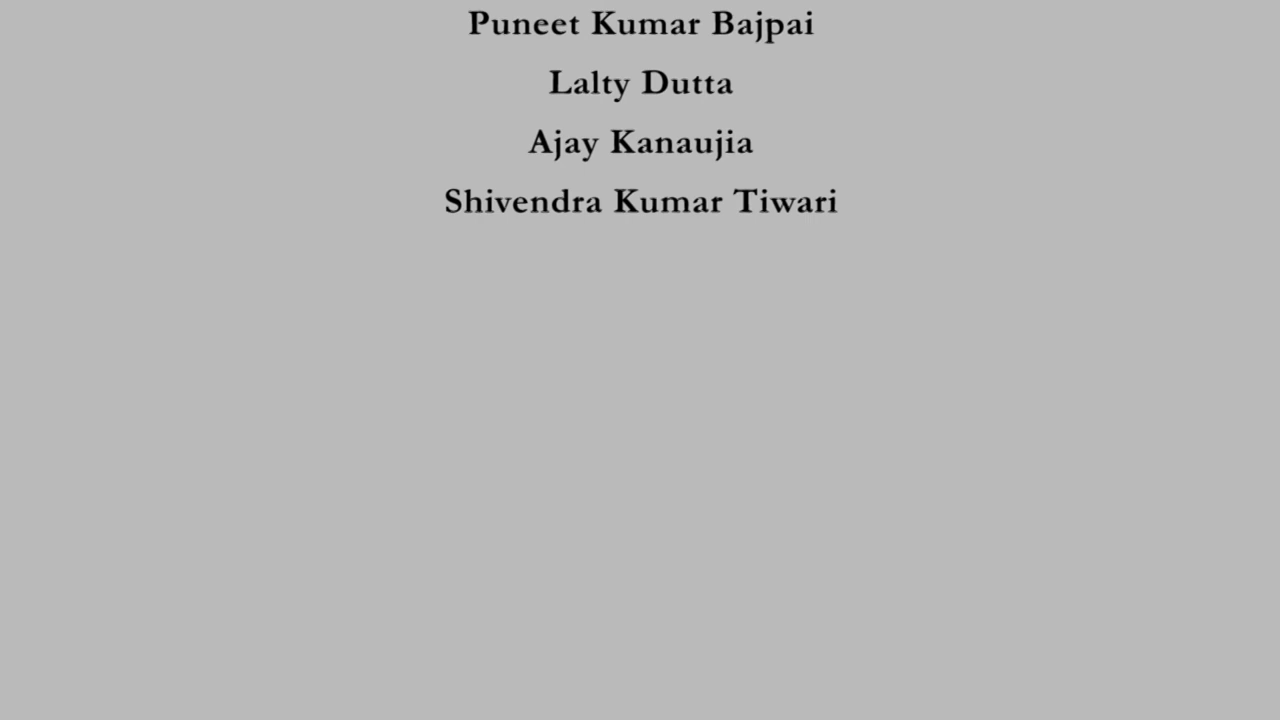 Puneet Kumar Bajpai
Lalty Dutta
Ajay Kanaujia
Shivendra Kumar Tiwari